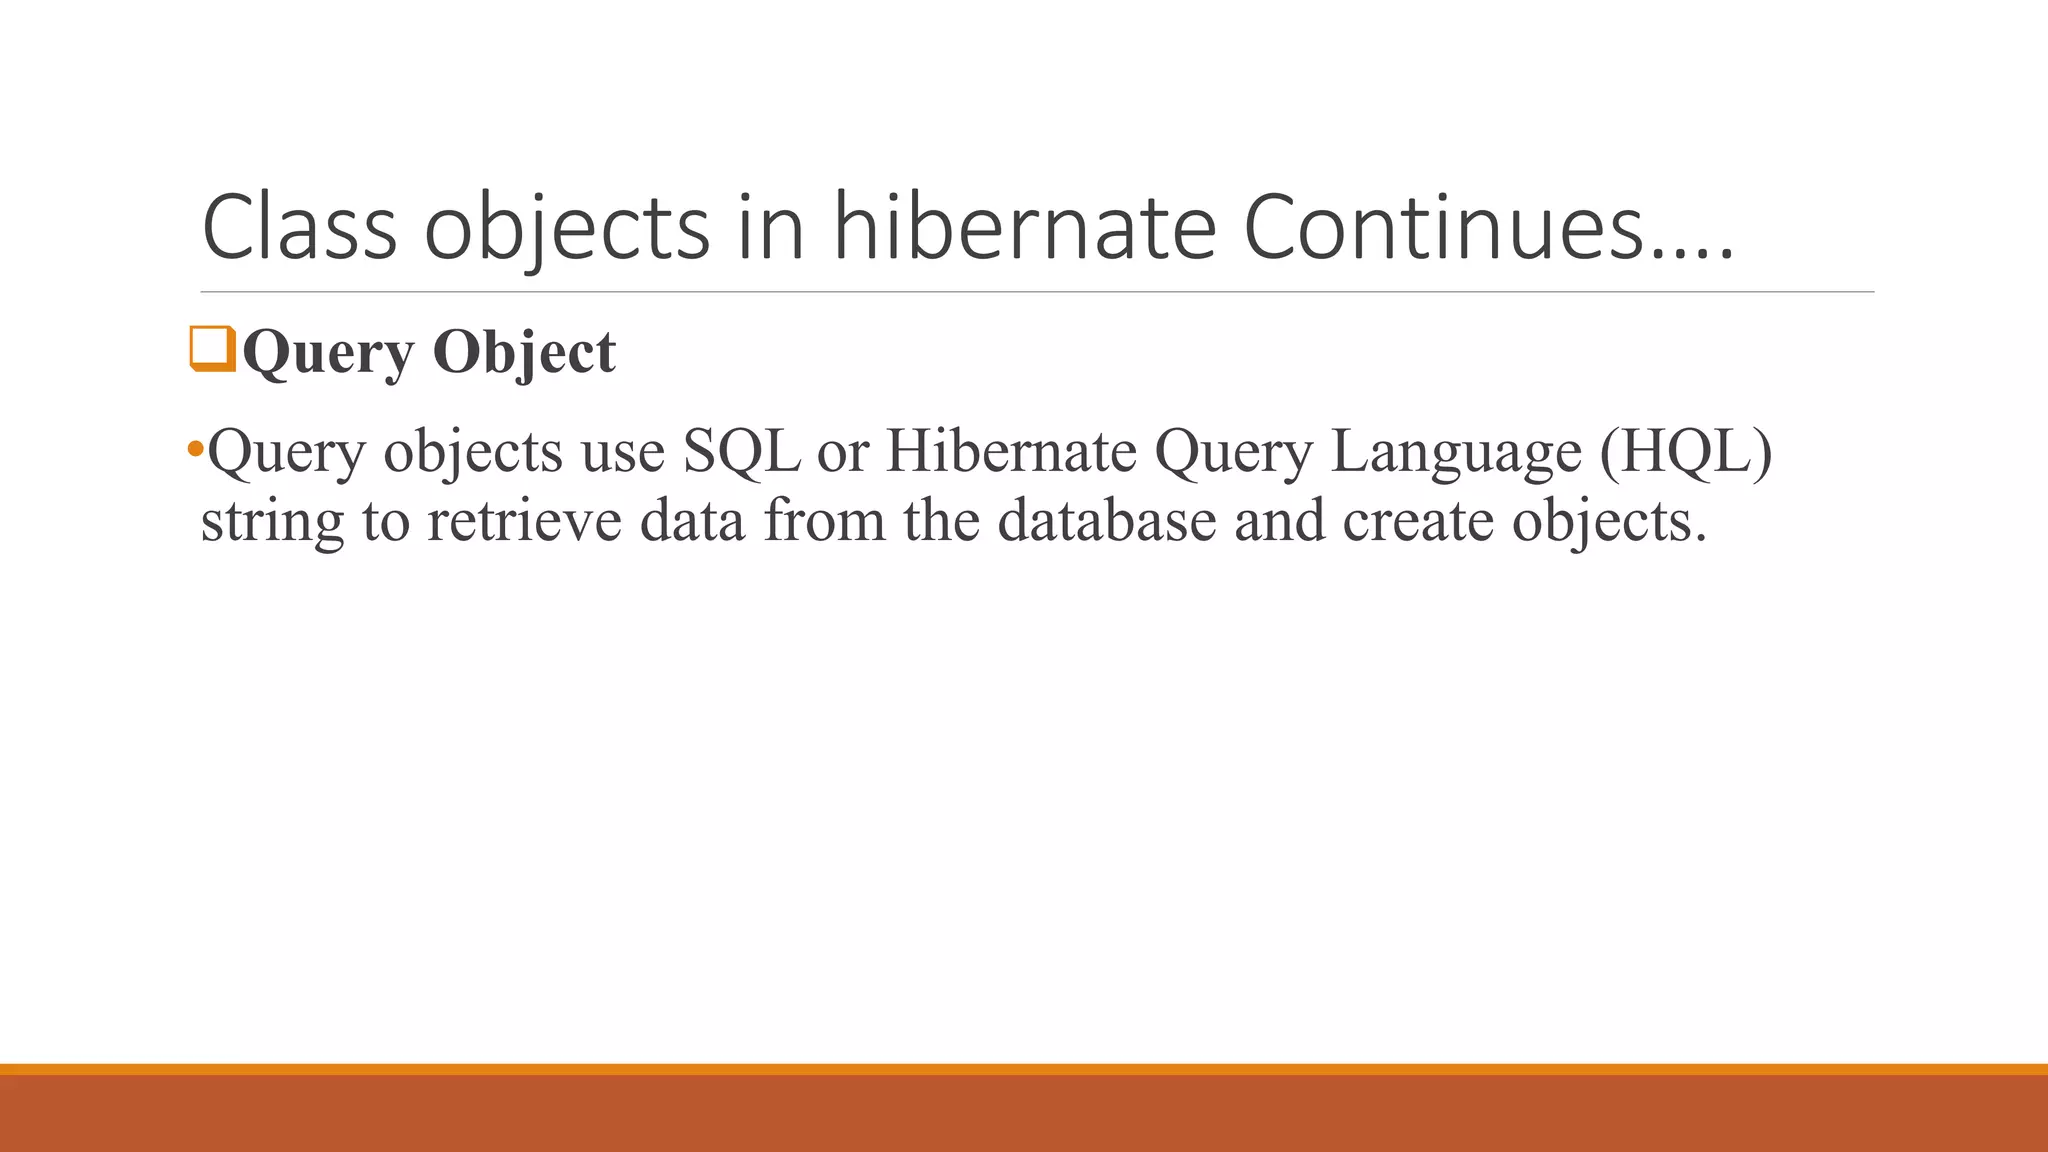 Class objects in hibernate Continues....
❑Query Object
•Query objects use SQL or Hibernate Query Language (HQL)
string to retrieve data from the database and create objects.